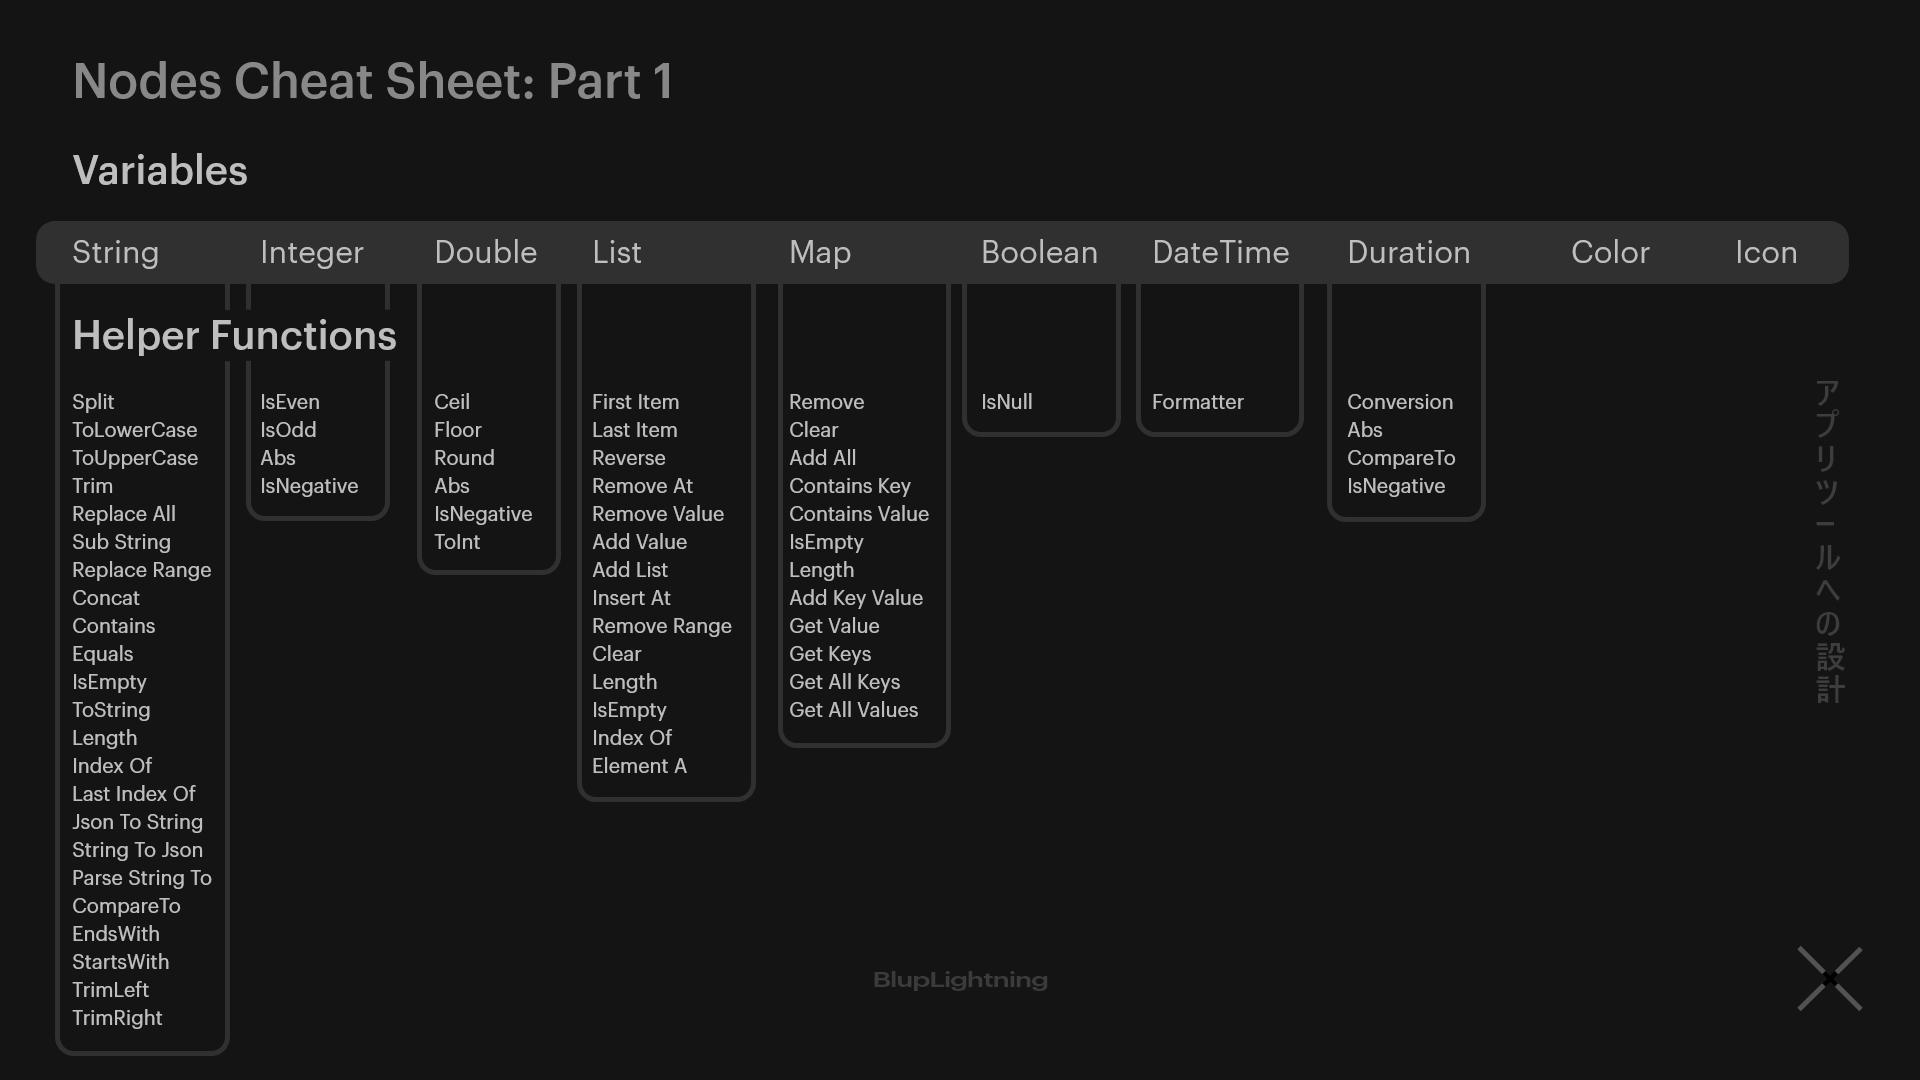 Nodes Cheat Sheet: Part 1
Variables
String Integer Double List Map Boolean DateTime Duration Color Icon
Helper Functions
Split
ToLowerCase
ToUpperCase
Trim
Replace All
Sub String
Replace Range
Concat
Contains
Equals
IsEmpty
ToString
Length
Index Of
Last Index Of
Json To String
String To Json
Parse String To
CompareTo
EndsWith
StartsWith
TrimLeft
TrimRight
IsEven
IsOdd
Abs
IsNegative
Ceil
Floor
Round
Abs
IsNegative
ToInt
First Item
Last Item
Reverse
Remove At
Remove Value
Add Value
Add List
Insert At
Remove Range
Clear
Length
IsEmpty
Index Of
Element A
Remove
Clear
Add All
Contains Key
Contains Value
IsEmpty
Length
Add Key Value
Get Value
Get Keys
Get All Keys
Get All Values
IsNull
Formatter
Conversion
Abs
CompareTo
IsNegative
アプリツールへの設計
BlupLightning